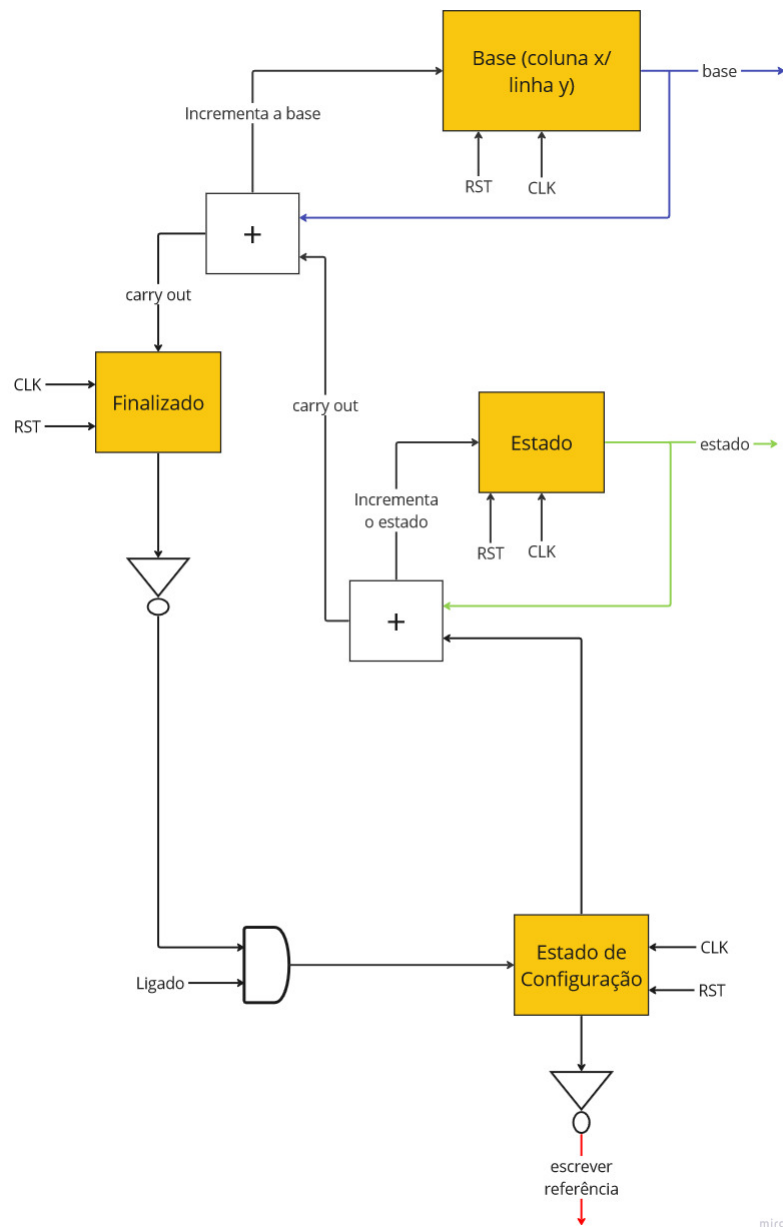 Base (coluna x/
linha y)
base
Incrementa a base
RST
CLK
+
carry out
CLK
Finalizado
RST
carry out
Estado
estado
Incrementa
o estado
RST
CLK
+
Estado de
Configuração
CLK
Ligado
RST
escrever
referência
miro